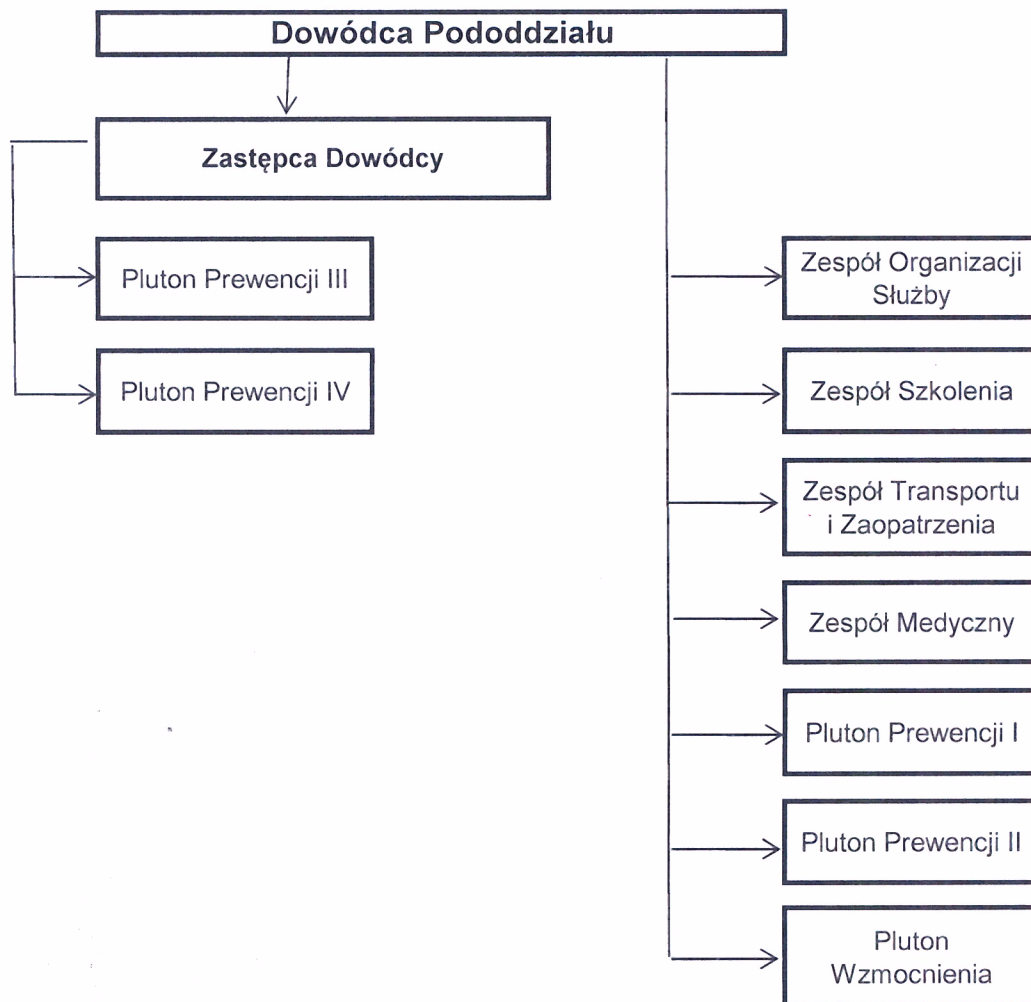 Dowódca Pododdziału
Zastępca Dowódcy
Pluton Prewencji III
Pluton Prewencji IV
Zespół Organizacji
Służby
Zespół Szkolenia
Zespół Transportu
i Zaopatrzenia
Zespół Medyczny
Pluton Prewencji I
Pluton Prewencji II
Pluton
Wzmocnienia